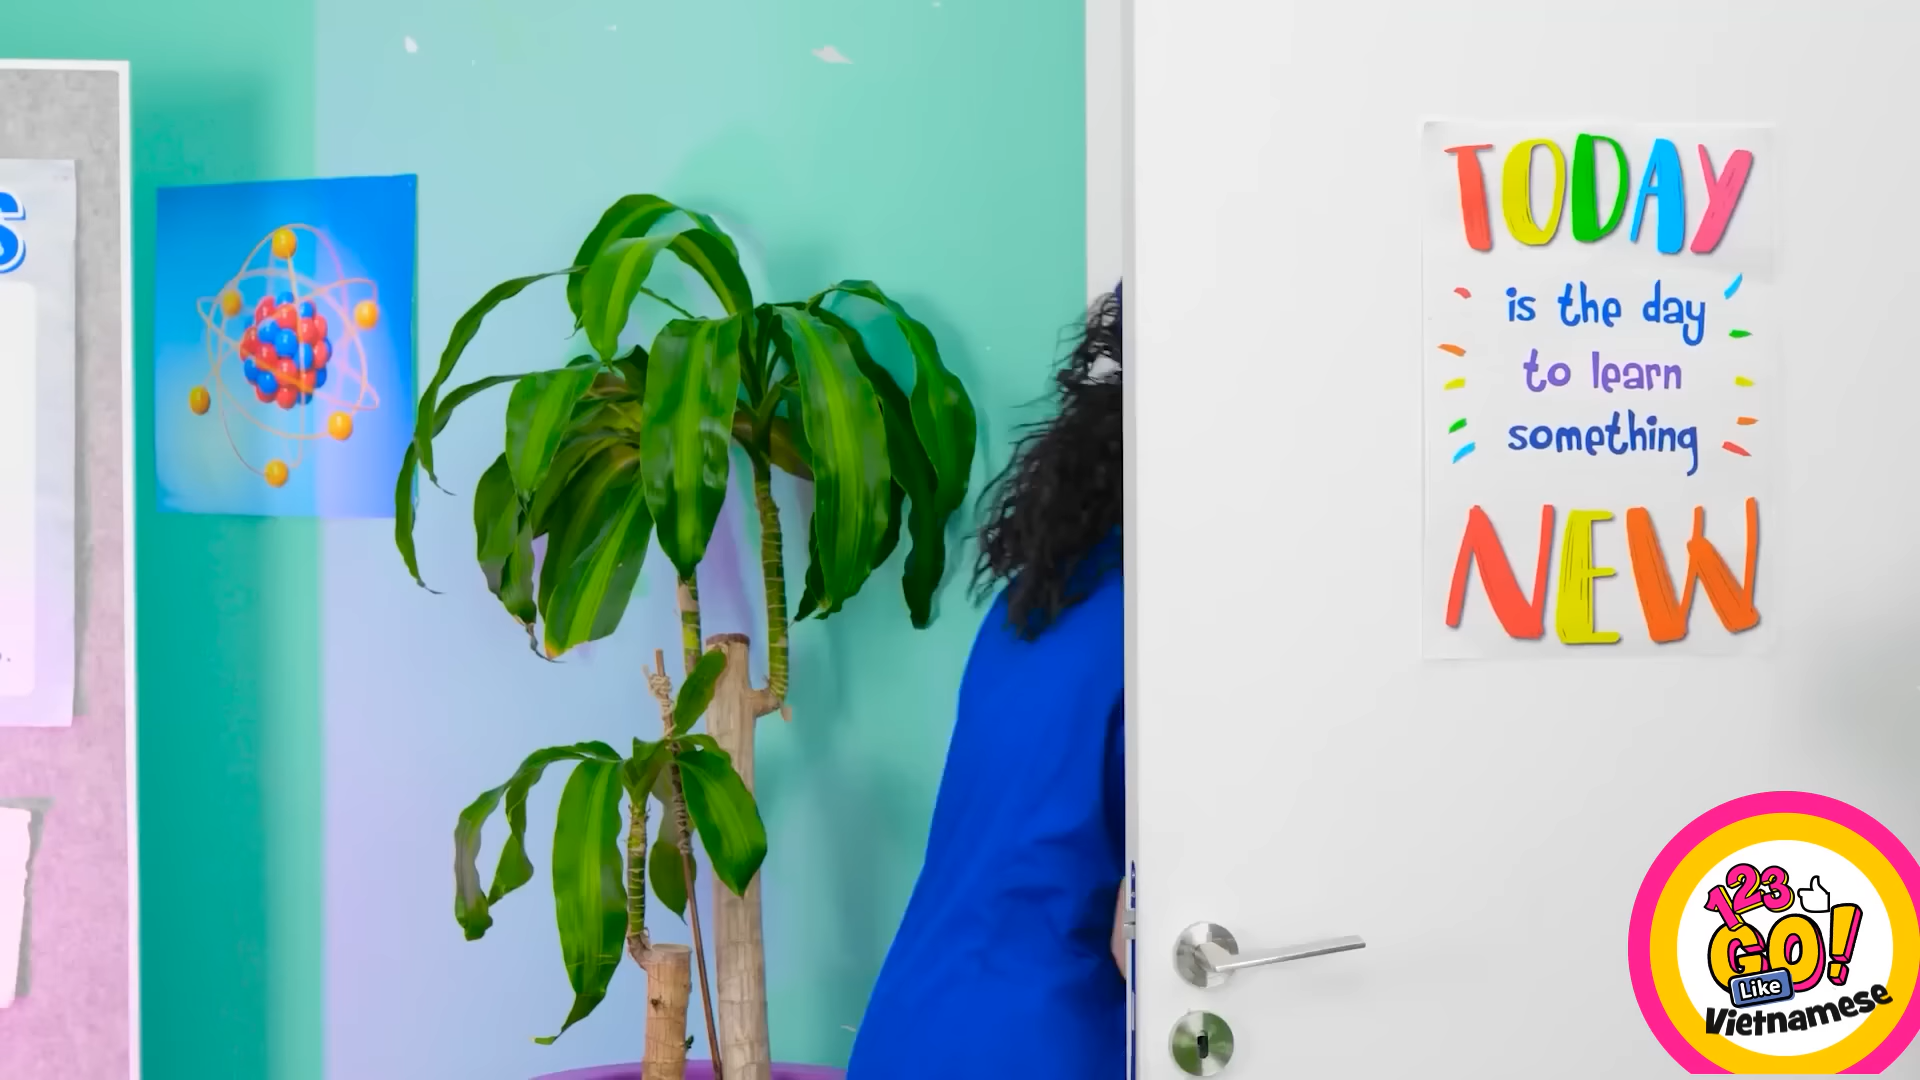 S
TODAY
is the day
to learn
something
NEW
123
GO!
Like
Vietnamese